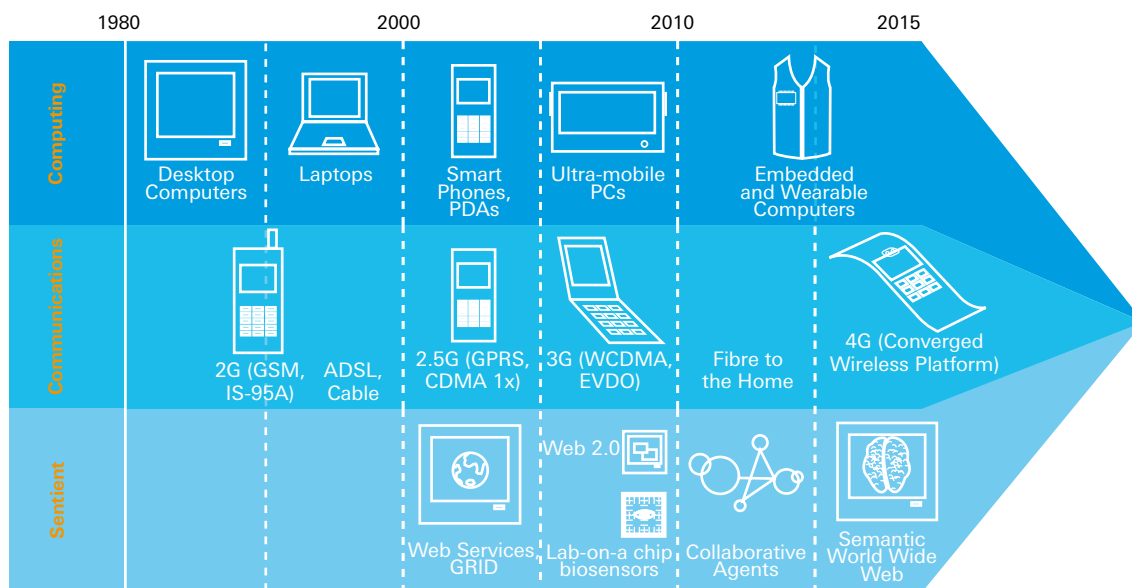 1980
2000
2010
2015
Computing
Desktop
Computers
Laptops
Smart
Phones,
PDAs
Ultra-mobile
PCs
Embedded
and Wearable
Computers
Communications
2G (GSM,
IS-95A)
ADSL,
Cable
2.5G (GPRS,
CDMA 1x)
3G (WCDMA,
EVDO)
Fibre to
the Home
4G (Converged
Wireless Platform)
Sentient
Web Services,
GRID
Web 2.0
Lab-on-a chip
biosensors
Collaborative
Agents
Semantic
World Wide
Web